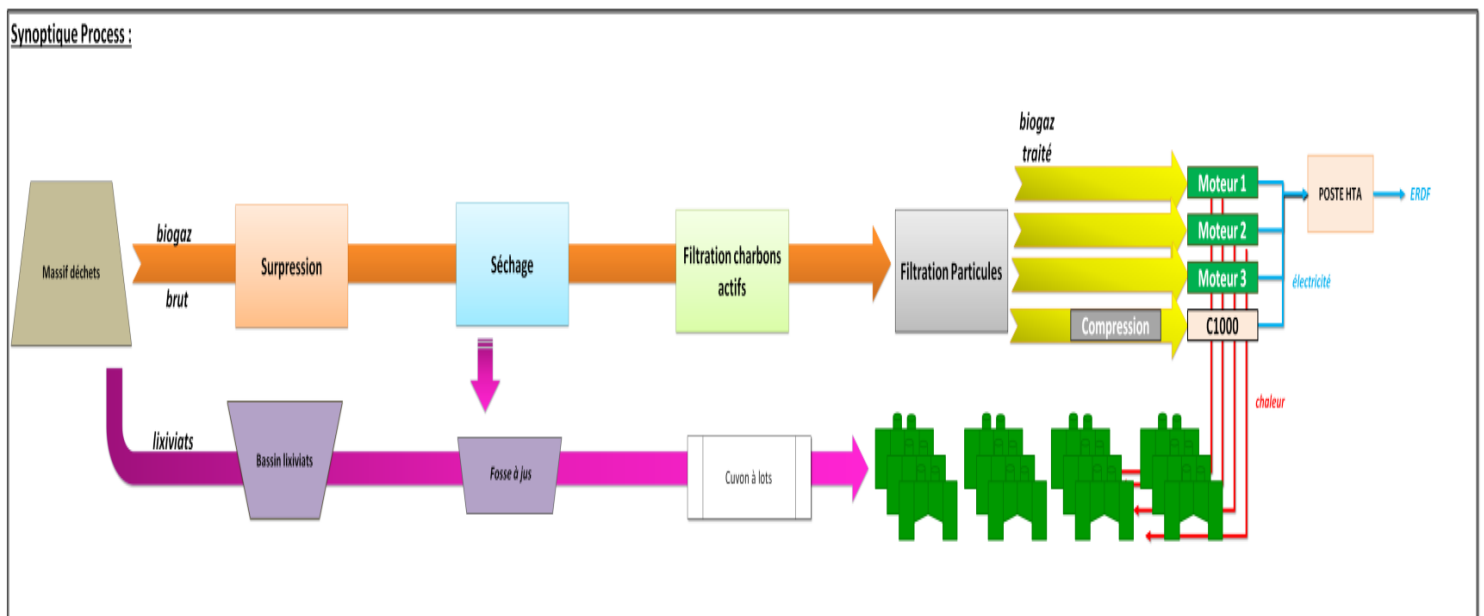 Synoptique Process :
biogaz
traité
Moteur 1
POSTE HTA
ERDF
Massif déchets
biogaz
brut
Surpression
Séchage
Filtration charbons
actifs
Filtration Particules
Moteur 2
Moteur 3
électricité
Compression
C1000
chaleur
lixiviats
Bassin lixiviats
Fosse à jus
Cuvon à lots